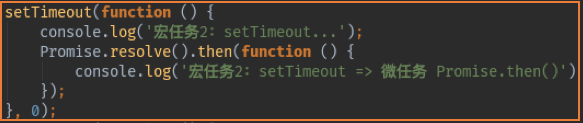 setTimeout(function () {
    console.log('宏任务2: setTimeout...');
    Promise.resolve().then(function () {
        console.log('宏任务2: setTimeout => 微任务 Promise.then()')
    });
}, 0);